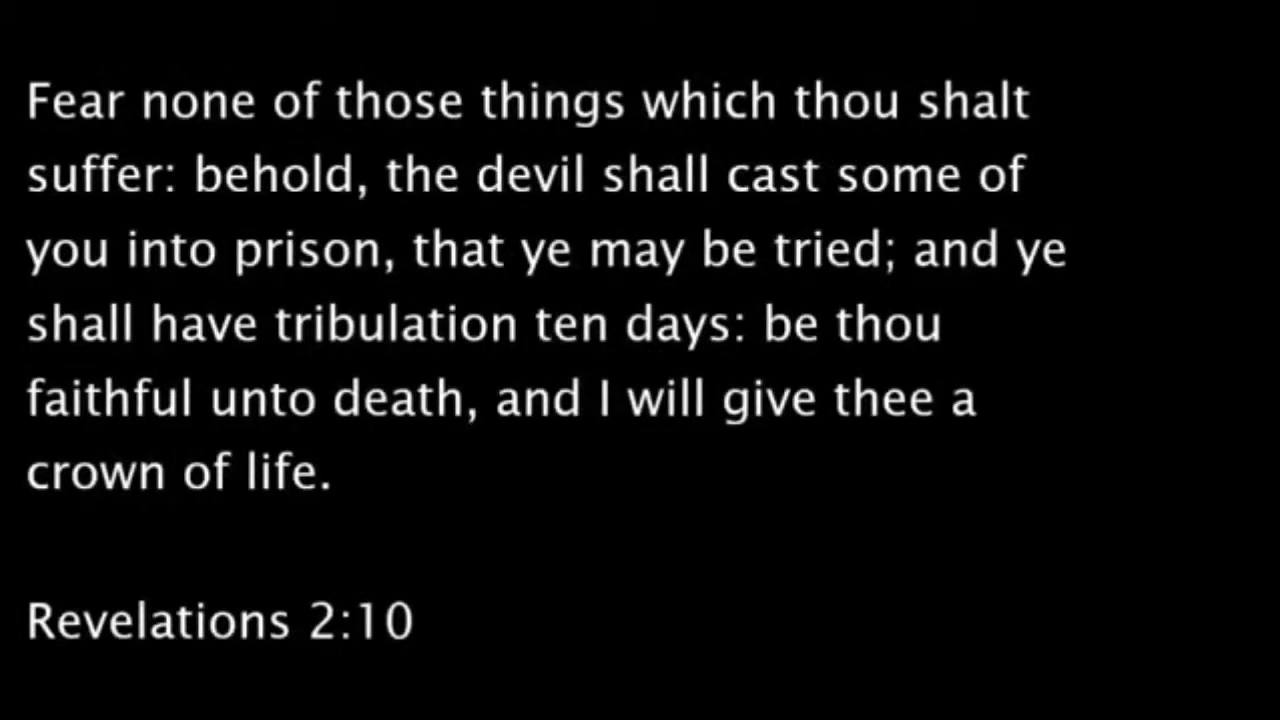 Fear none of those things which thou shalt
suffer: behold, the devil shall cast some of
you into prison, that ye may be tried; and ye
shall have tribulation ten days: be thou
faithful unto death, and I will give thee a
crown of life.
Revelations 2:10